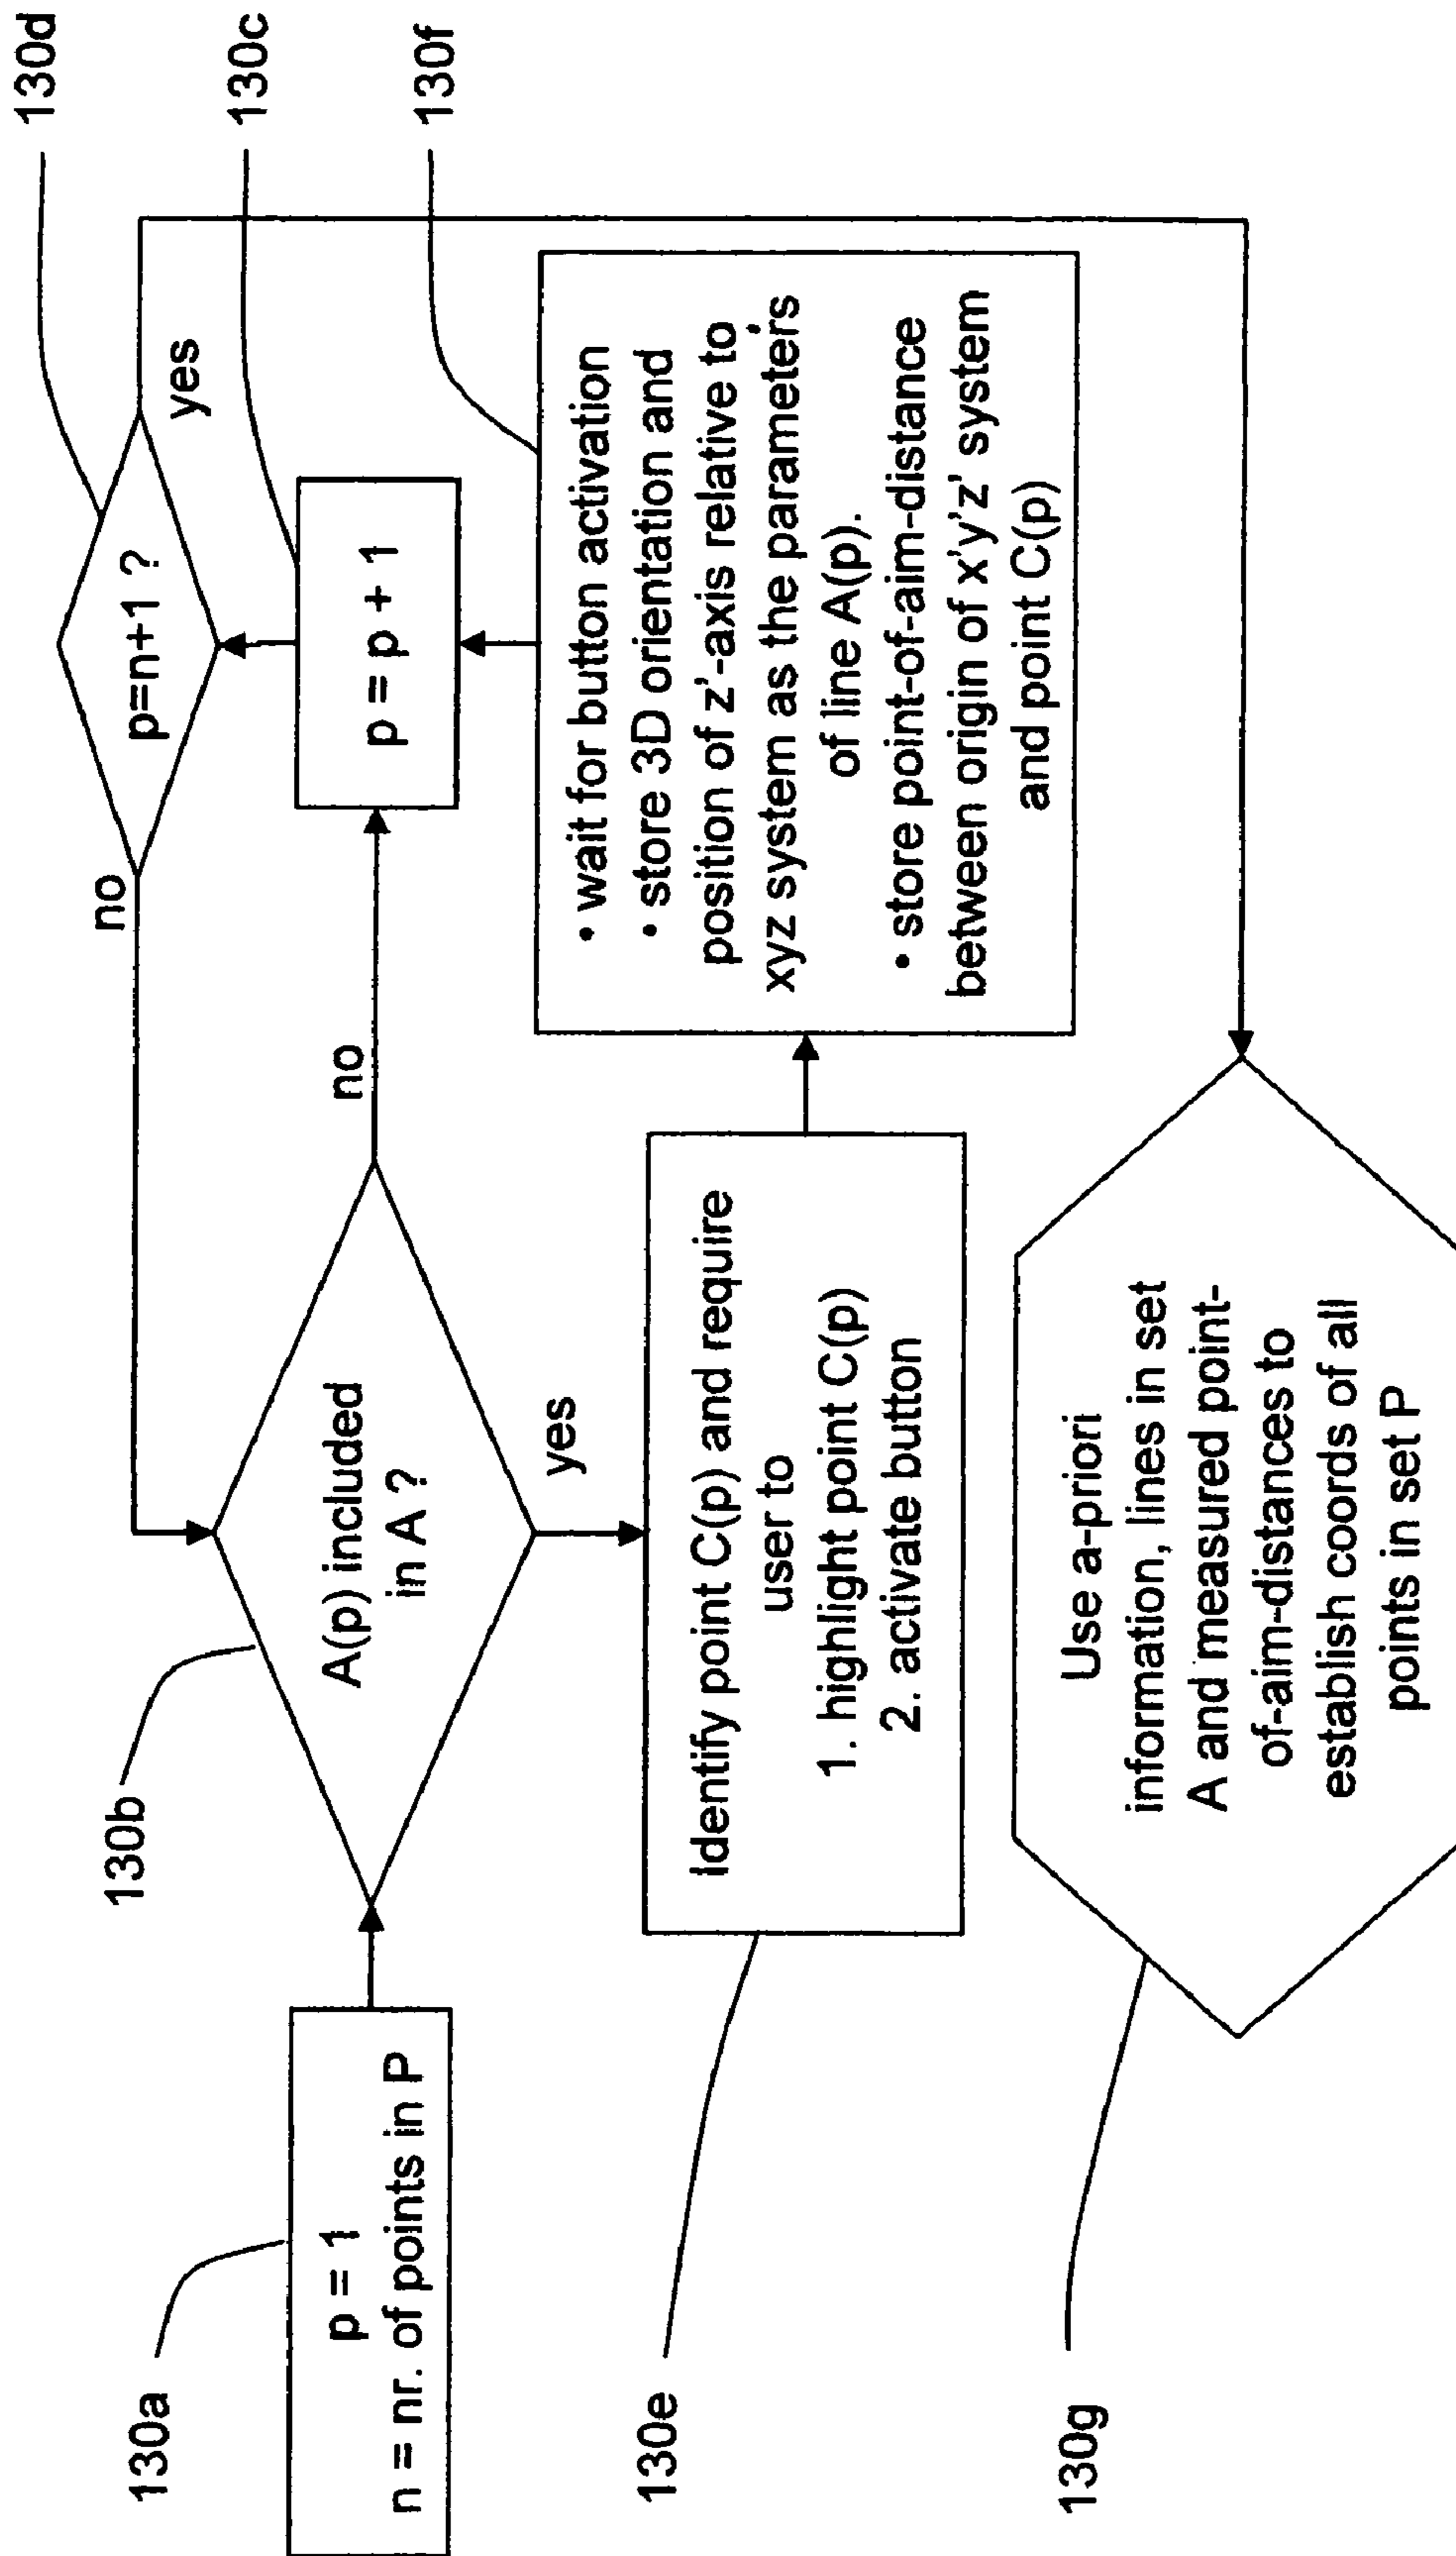 130a
p = 1
n = nr. of points in P
130b
A(p) included
in A ?
no
yes
130d
p=n+1 ?
no
yes
130c
p = p + 1
130f
• wait for button activation
• store 3D orientation and
position of z'-axis relative to
xyz system as the parameters
of line A(p).
• store point-of-aim-distance
between origin of x'y'z' system
and point C(p)
130e
Identify point C(p) and require
user to
1. highlight point C(p)
2. activate button
130g
Use a-priori
information, lines in set
A and measured point-
of-aim-distances to
establish coords of all
points in set P